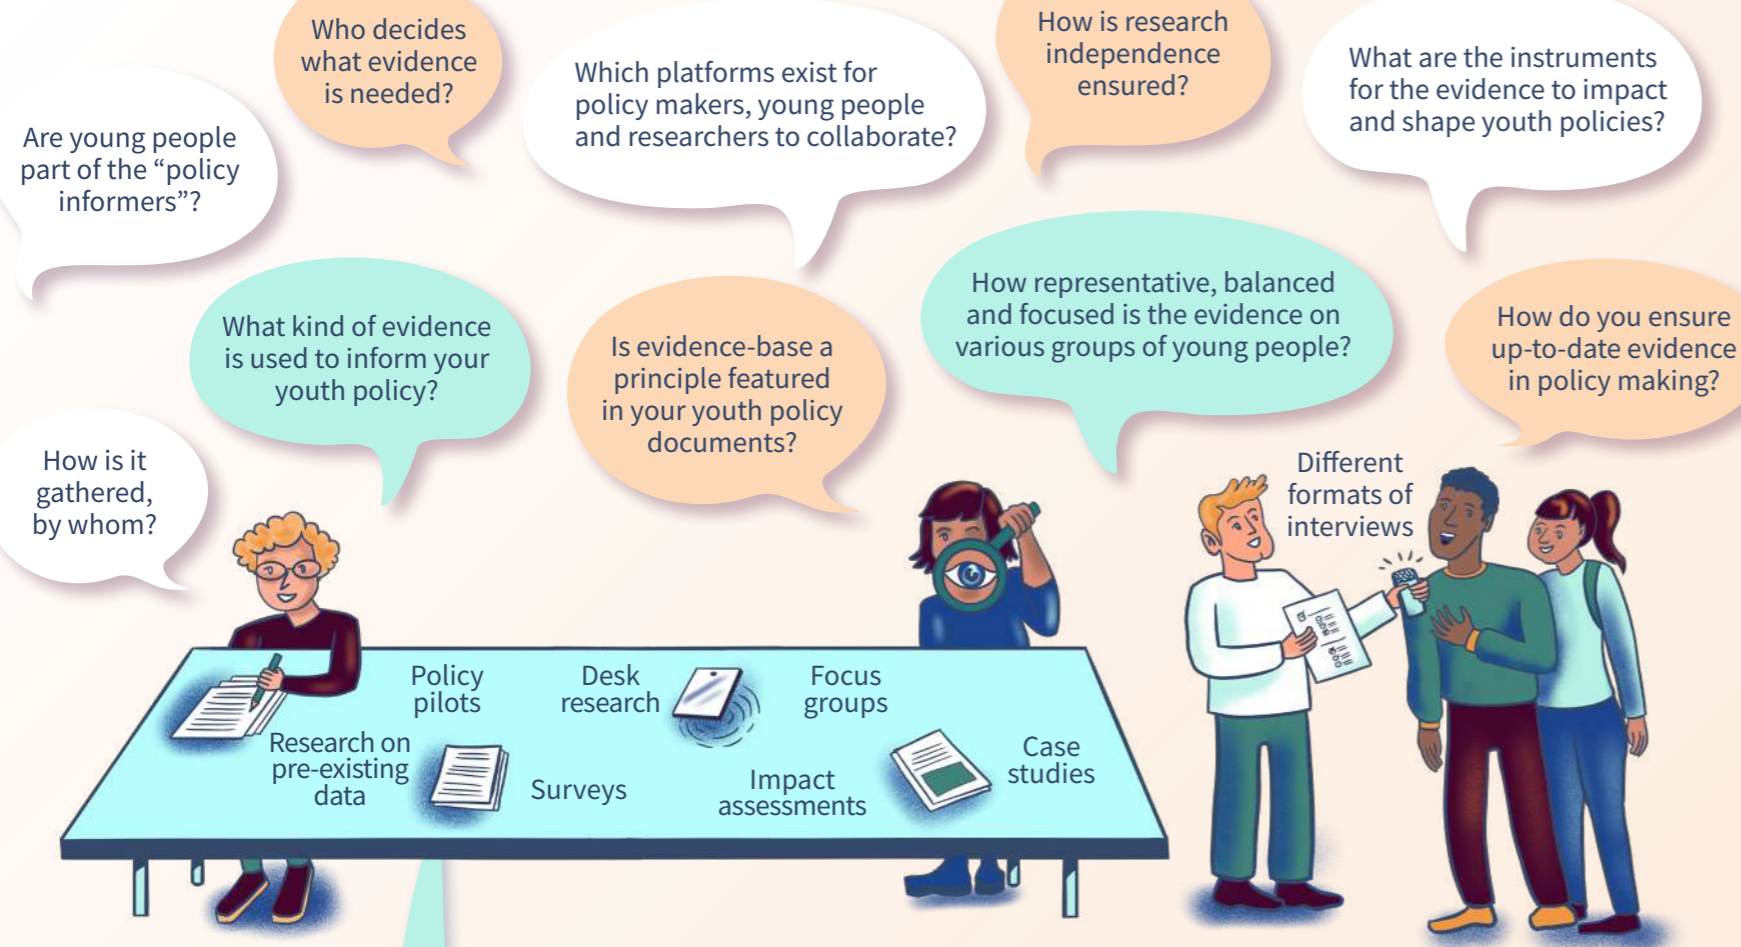 Who decides
what evidence
is needed?
How is research
independence
ensured?
What are the instruments
for the evidence to impact
and shape youth policies?
Which platforms exist for
policy makers, young people
and researchers to collaborate?
Are young people
part of the “policy
informers”?
How representative, balanced
and focused is the evidence on
various groups of young people?
What kind of evidence
is used to inform your
youth policy?
Is evidence-base a
principle featured
in your youth policy
documents?
How do you ensure
up-to-date evidence
in policy making?
How is it
gathered,
by whom?
Different
formats of
interviews
Policy
pilots
Desk
research
Focus
groups
Research on
pre-existing
data
Surveys
Impact
assessments
Case
studies